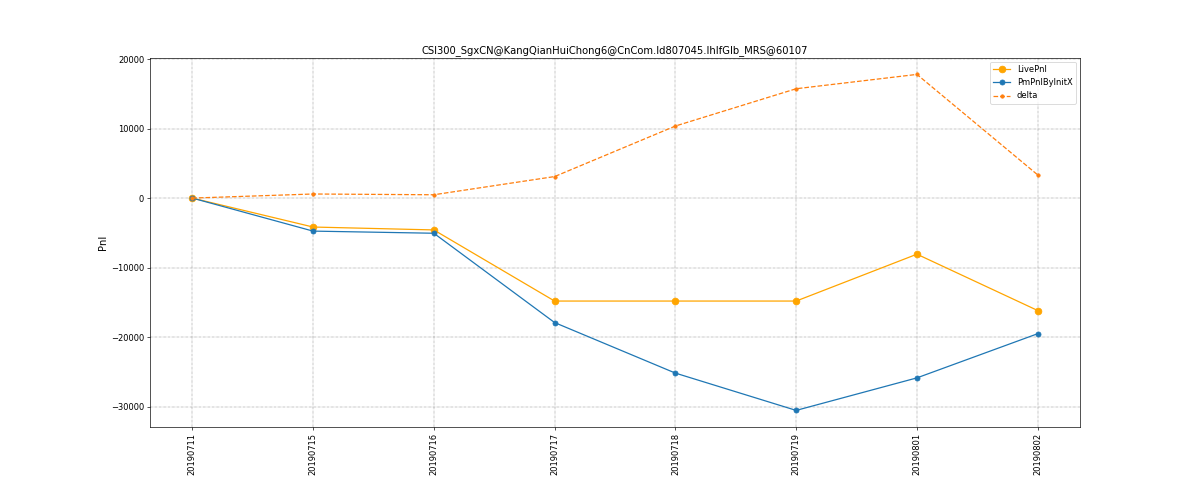 CSI300_SgxCN@KangQianHuiChong6@CnCom.Id807045.IhIfGlb_MRS@60107
20000
10000
0
−10000
−20000
−30000
Pnl
LivePnl
PmPnlByInitX
delta
20190711
20190715
20190716
20190717
20190718
20190719
20190801
20190802